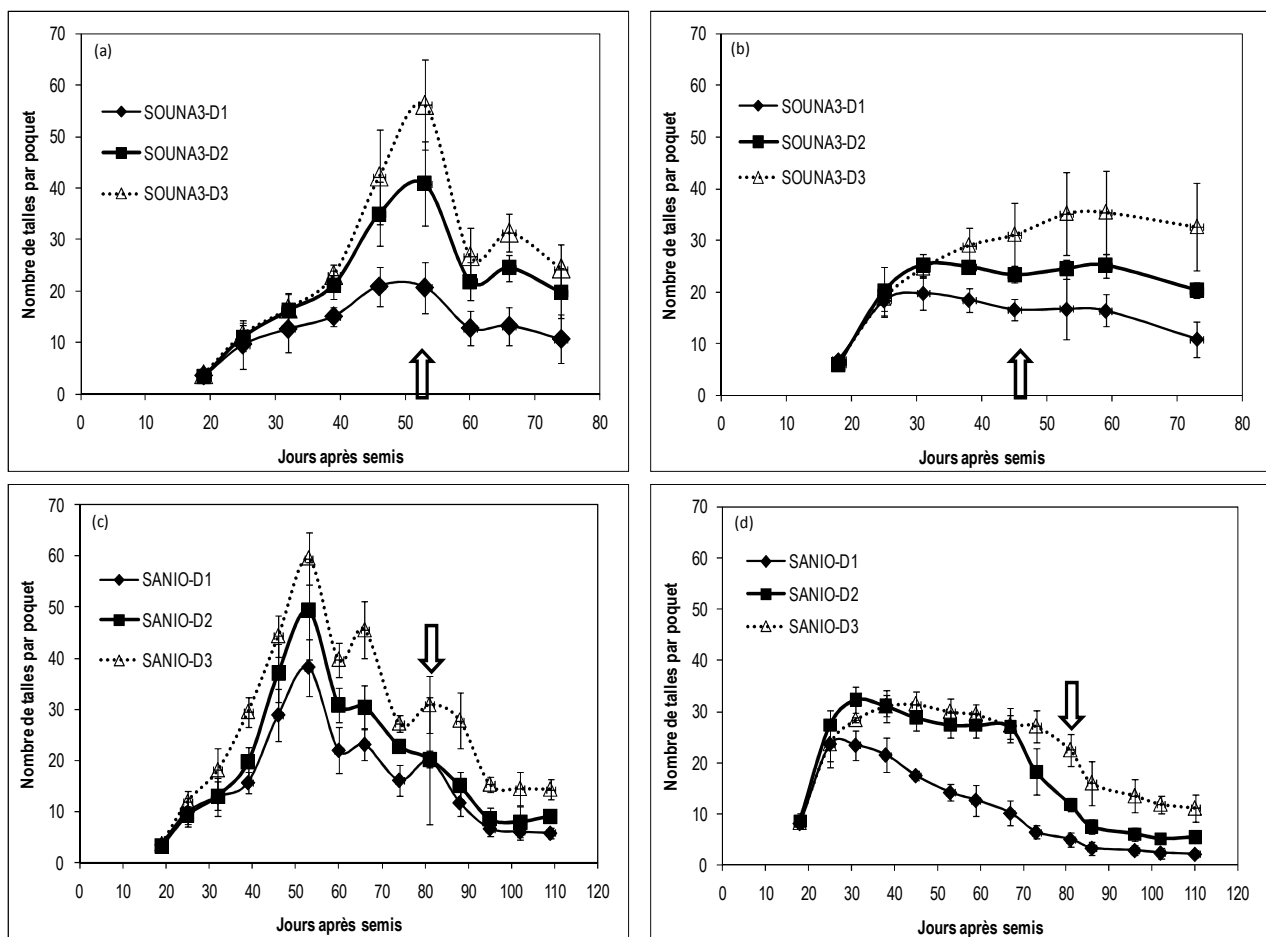 (a)
Nombre de talles par poquet
70
60
50
40
30
20
10
0
SOUNA3-D1
SOUNA3-D2
SOUNA3-D3
0 10 20 30 40 50 60 70 80
Jours après semis
(b)
Nombre de talles par poquet
70
60
50
40
30
20
10
0
SOUNA3-D1
SOUNA3-D2
SOUNA3-D3
0 10 20 30 40 50 60 70 80
Jours après semis
(c)
Nombre de talles par poquet
70
60
50
40
30
20
10
0
SANIO-D1
SANIO-D2
SANIO-D3
0 10 20 30 40 50 60 70 80 90 100 110 120
Jours après semis
(d)
Nombre de talles par poquet
70
60
50
40
30
20
10
0
SANIO-D1
SANIO-D2
SANIO-D3
0 10 20 30 40 50 60 70 80 90 100 110 120
Jours après semis